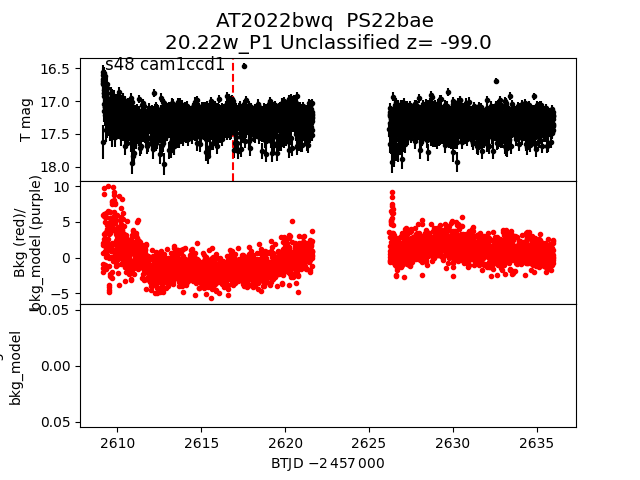 AT2022bwq  PS22bae
20.22w_P1 Unclassified z= -99.0
s48 cam1ccd1
T mag
16.5
17.0
17.5
18.0
Bkg (red)/
bkg_model (purple)
10
5
0
−5
bkg_model
0.05
0.00
0.05
2610
2615
2620
2625
2630
2635
BTJD −2 457 000